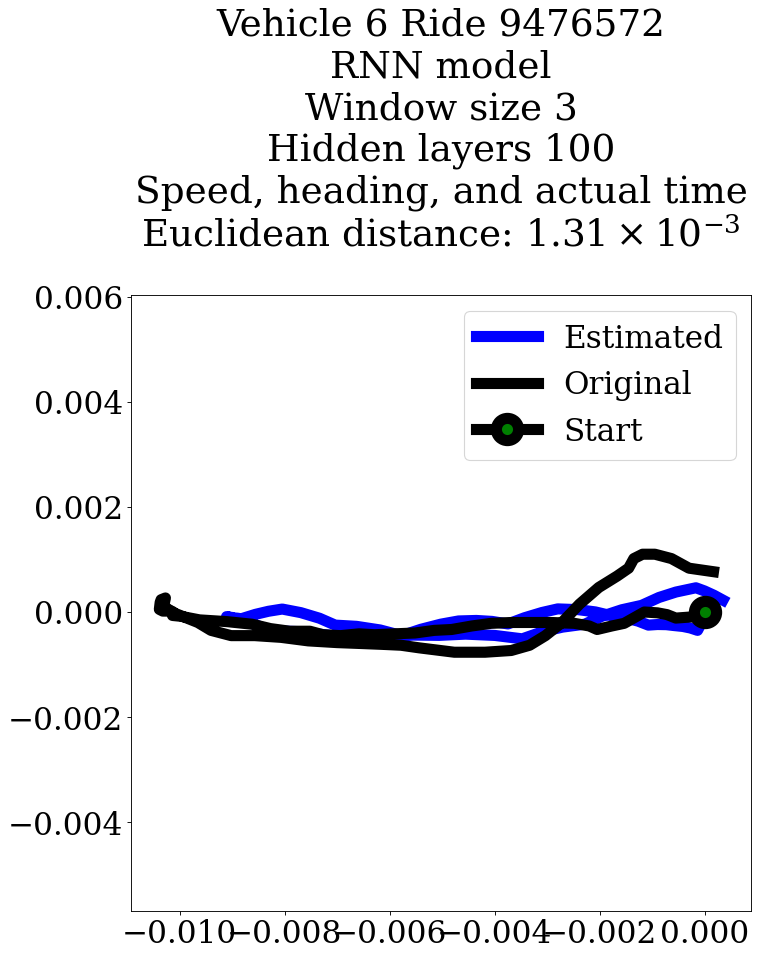 Vehicle 6 Ride 9476572
RNN model
Window size 3
Hidden layers 100
Speed, heading, and actual time
Euclidean distance: 1.31 × 10⁻³
0.006
0.004
0.002
0.000
−0.002
−0.004
Estimated
Original
Start
−0.010 −0.008 −0.006 −0.004 −0.002 0.000